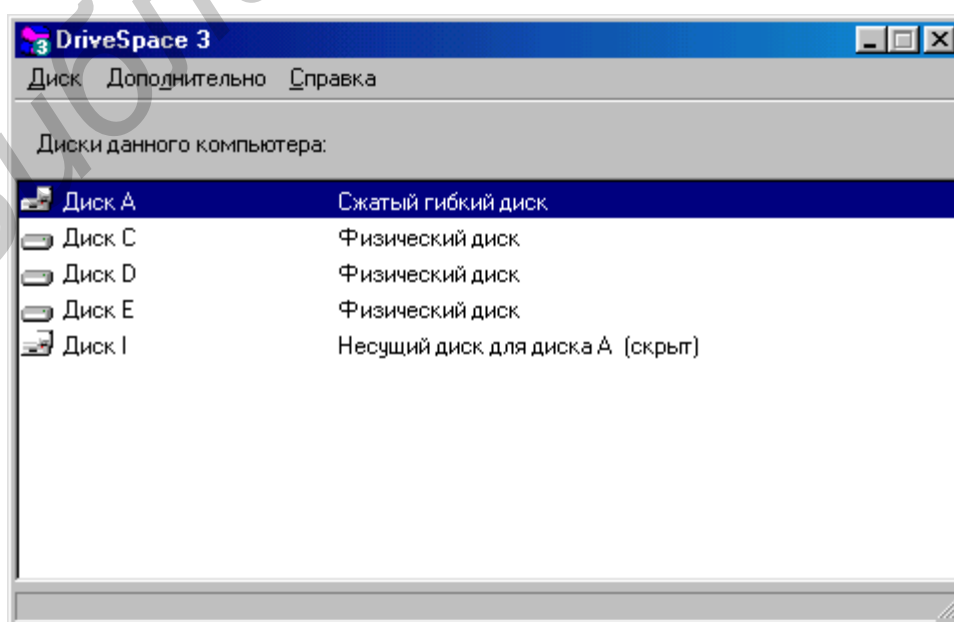 DriveSpace 3
Диск Дополнительно Справка
Диски данного компьютера:
Диск A Сжатый гибкий диск
Диск C Физический диск
Диск D Физический диск
Диск E Физический диск
Диск I Несущий диск для диска A (скрыт)